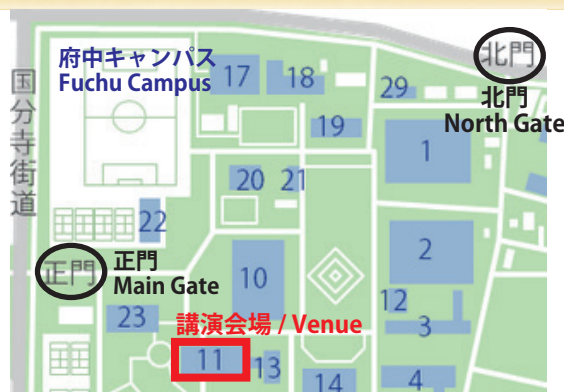 府中キャンパス
Fuchu Campus
国分寺街道
17
18
19
29
北門
北門
North Gate
1
20
21
22
正門
正門
Main Gate
10
2
12
3
23
講演会場 / Venue
11
13
14
4